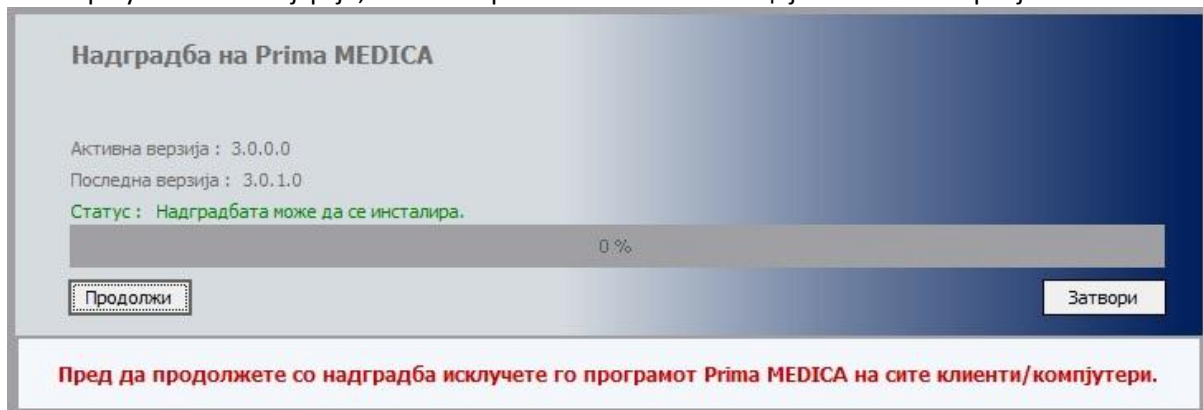 Надградба на Prima MEDICA
Активна верзија : 3.0.0.0
Последна верзија : 3.0.1.0
Статус : Надградбата може да се инсталира.
0 %
Продолжи Затвори
Пред да продолжете со надградба исклучете го програмот Prima MEDICA на сите клиенти/компјутери.